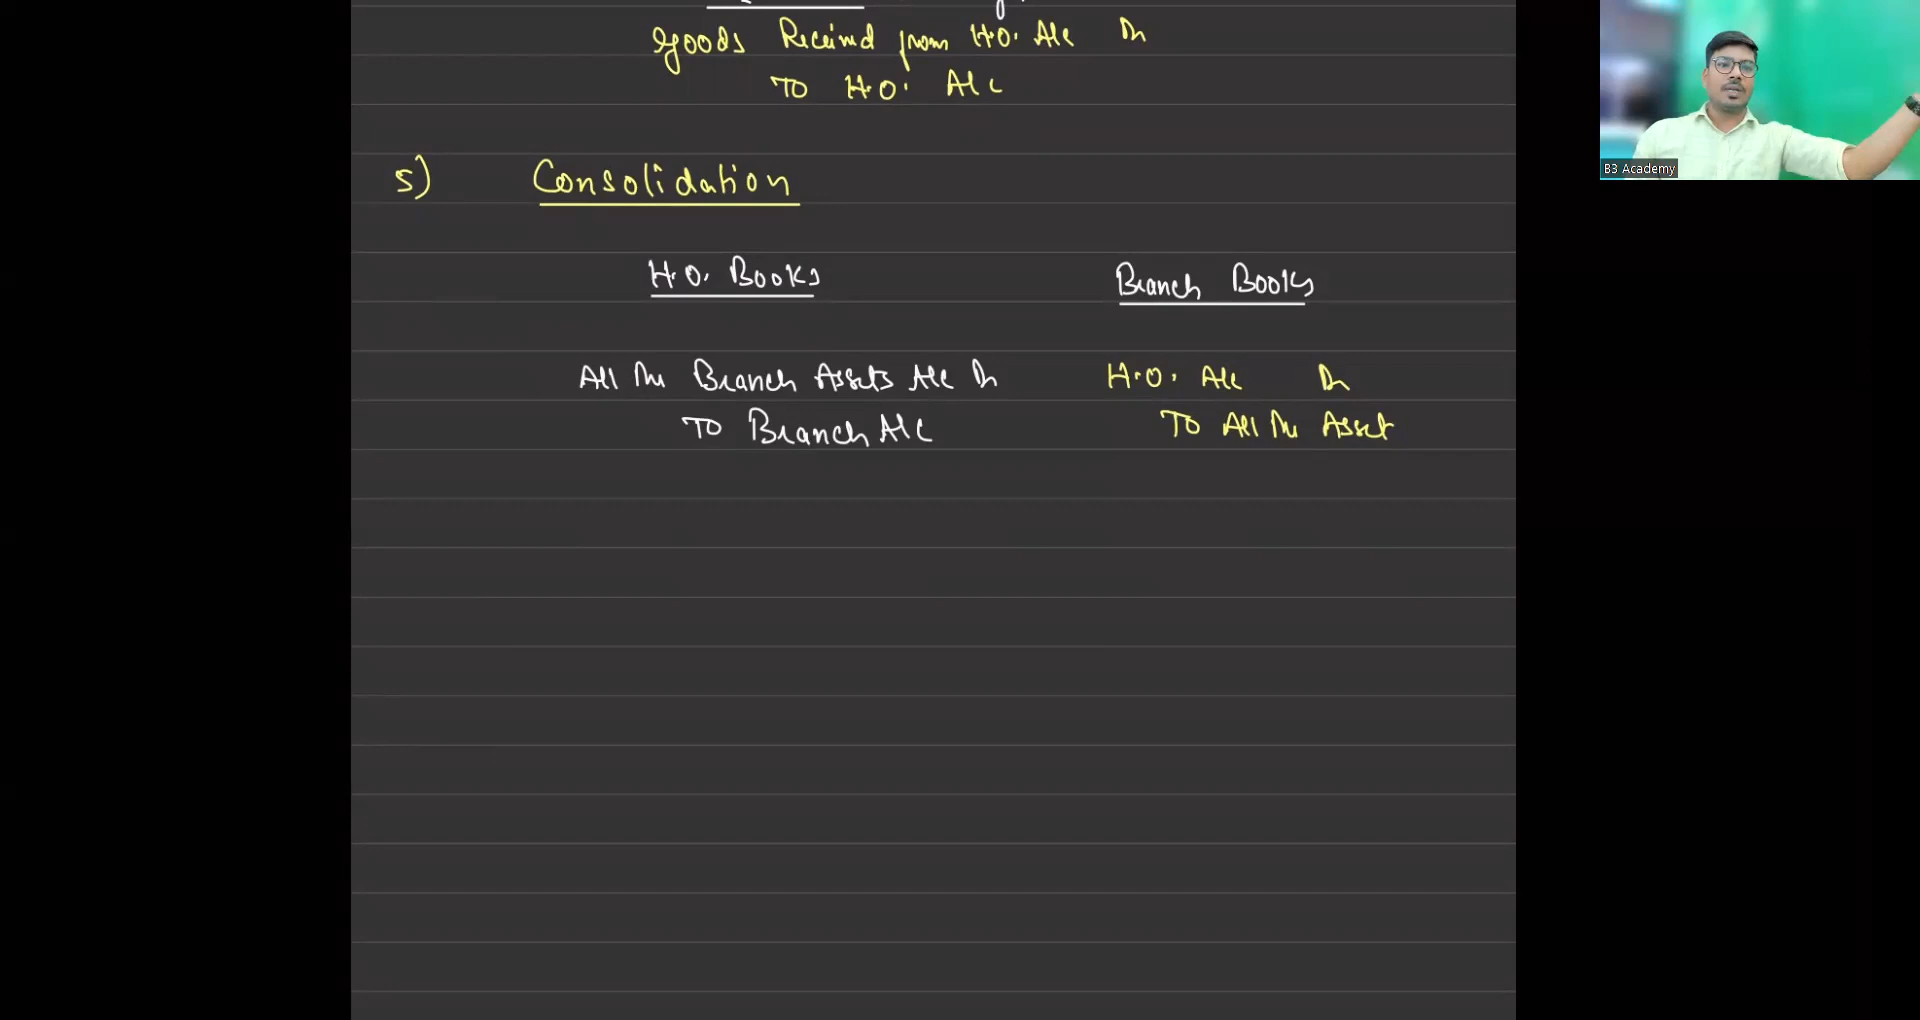 Goods Received from H.O. A/c Dr
To H.O. A/c
5) Consolidation
H.O. Books
Branch Books
All the Branch Assets A/c Dr
To Branch A/c
H.O. A/c Dr
To All the Asset
B3 Academy